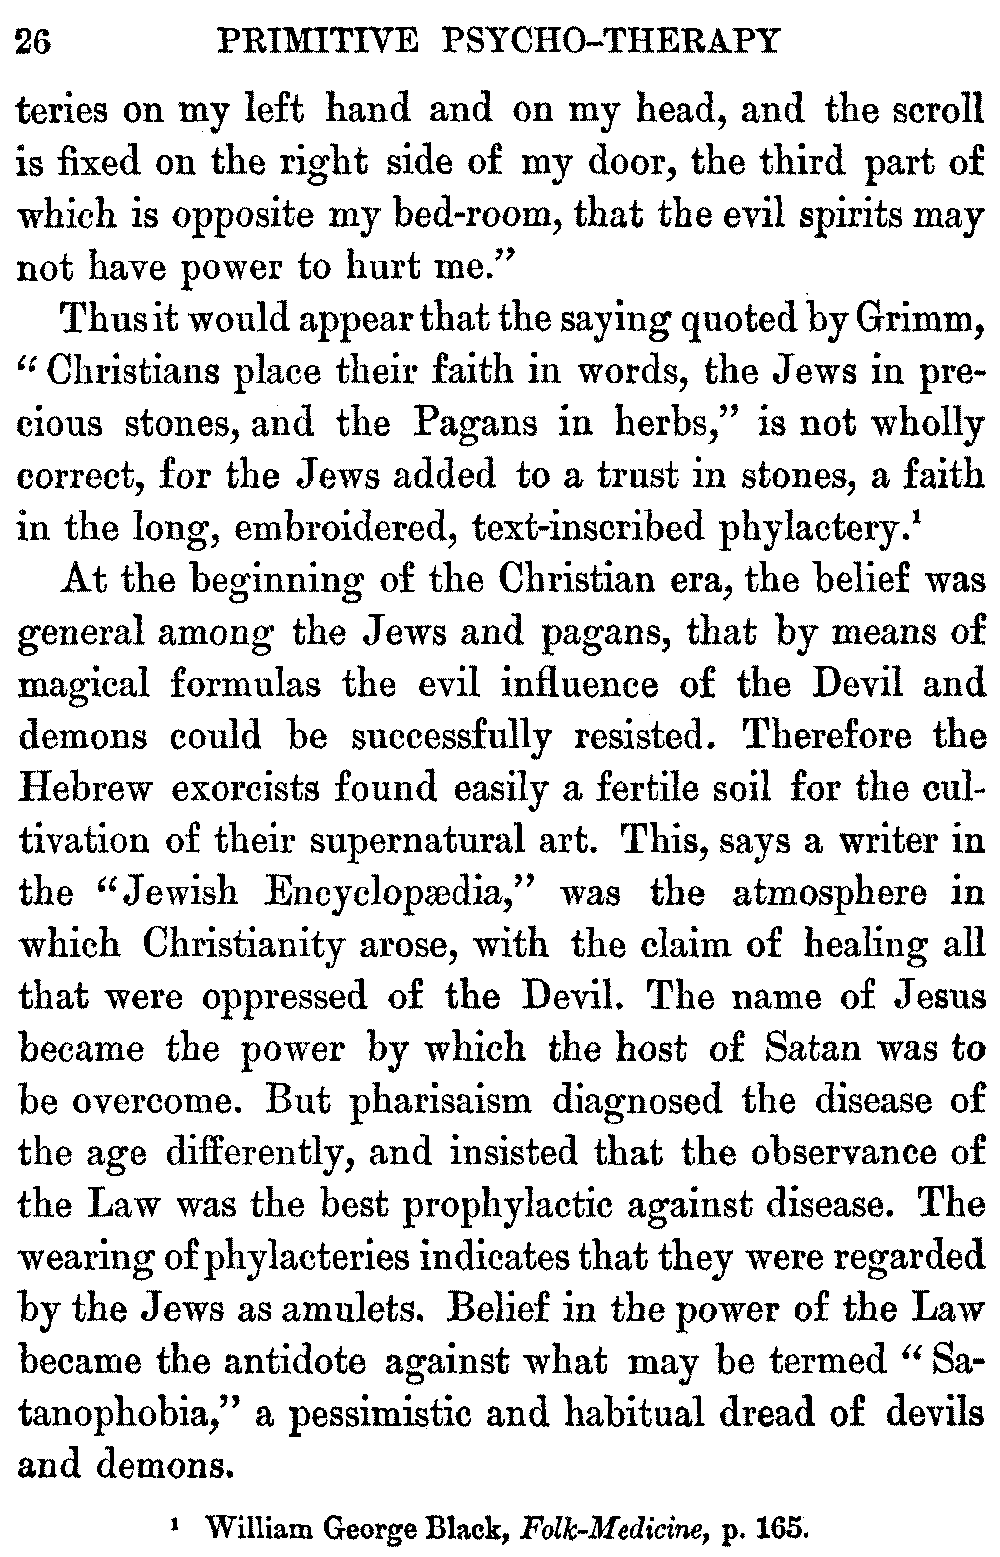 26 PRIMITIVE PSYCHO-THERAPY
teries on my left hand and on my head, and the scroll
is fixed on the right side of my door, the third part of
which is opposite my bed-room, that the evil spirits may
not have power to hurt me.”
Thus it would appear that the saying quoted by Grimm,
“Christians place their faith in words, the Jews in pre-
cious stones, and the Pagans in herbs,” is not wholly
correct, for the Jews added to a trust in stones, a faith
in the long, embroidered, text-inscribed phylactery.¹
At the beginning of the Christian era, the belief was
general among the Jews and pagans, that by means of
magical formulas the evil influence of the Devil and
demons could be successfully resisted. Therefore the
Hebrew exorcists found easily a fertile soil for the cul-
tivation of their supernatural art. This, says a writer in
the “Jewish Encyclopædia,” was the atmosphere in
which Christianity arose, with the claim of healing all
that were oppressed of the Devil. The name of Jesus
became the power by which the host of Satan was to
be overcome. But pharisaism diagnosed the disease of
the age differently, and insisted that the observance of
the Law was the best prophylactic against disease. The
wearing of phylacteries indicates that they were regarded
by the Jews as amulets. Belief in the power of the Law
became the antidote against what may be termed “Sa-
tanophobia,” a pessimistic and habitual dread of devils
and demons.
¹ William George Black, Folk-Medicine, p. 165.